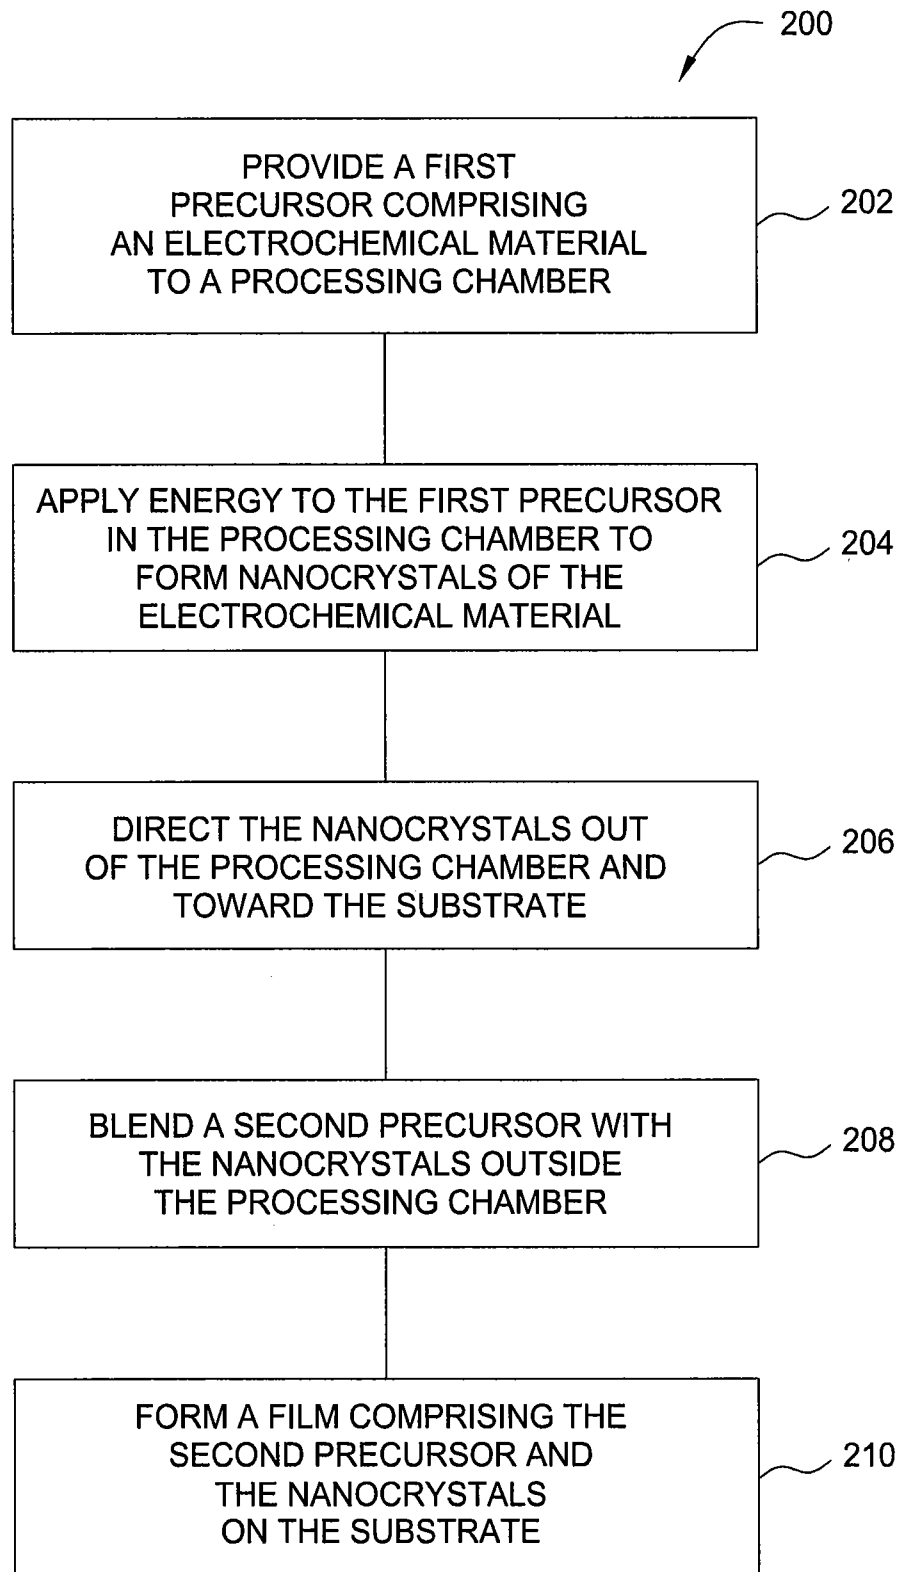 200
PROVIDE A FIRST
PRECURSOR COMPRISING
AN ELECTROCHEMICAL MATERIAL
TO A PROCESSING CHAMBER
202
APPLY ENERGY TO THE FIRST PRECURSOR
IN THE PROCESSING CHAMBER TO
FORM NANOCRYSTALS OF THE
ELECTROCHEMICAL MATERIAL
204
DIRECT THE NANOCRYSTALS OUT
OF THE PROCESSING CHAMBER AND
TOWARD THE SUBSTRATE
206
BLEND A SECOND PRECURSOR WITH
THE NANOCRYSTALS OUTSIDE
THE PROCESSING CHAMBER
208
FORM A FILM COMPRISING THE
SECOND PRECURSOR AND
THE NANOCRYSTALS
ON THE SUBSTRATE
210